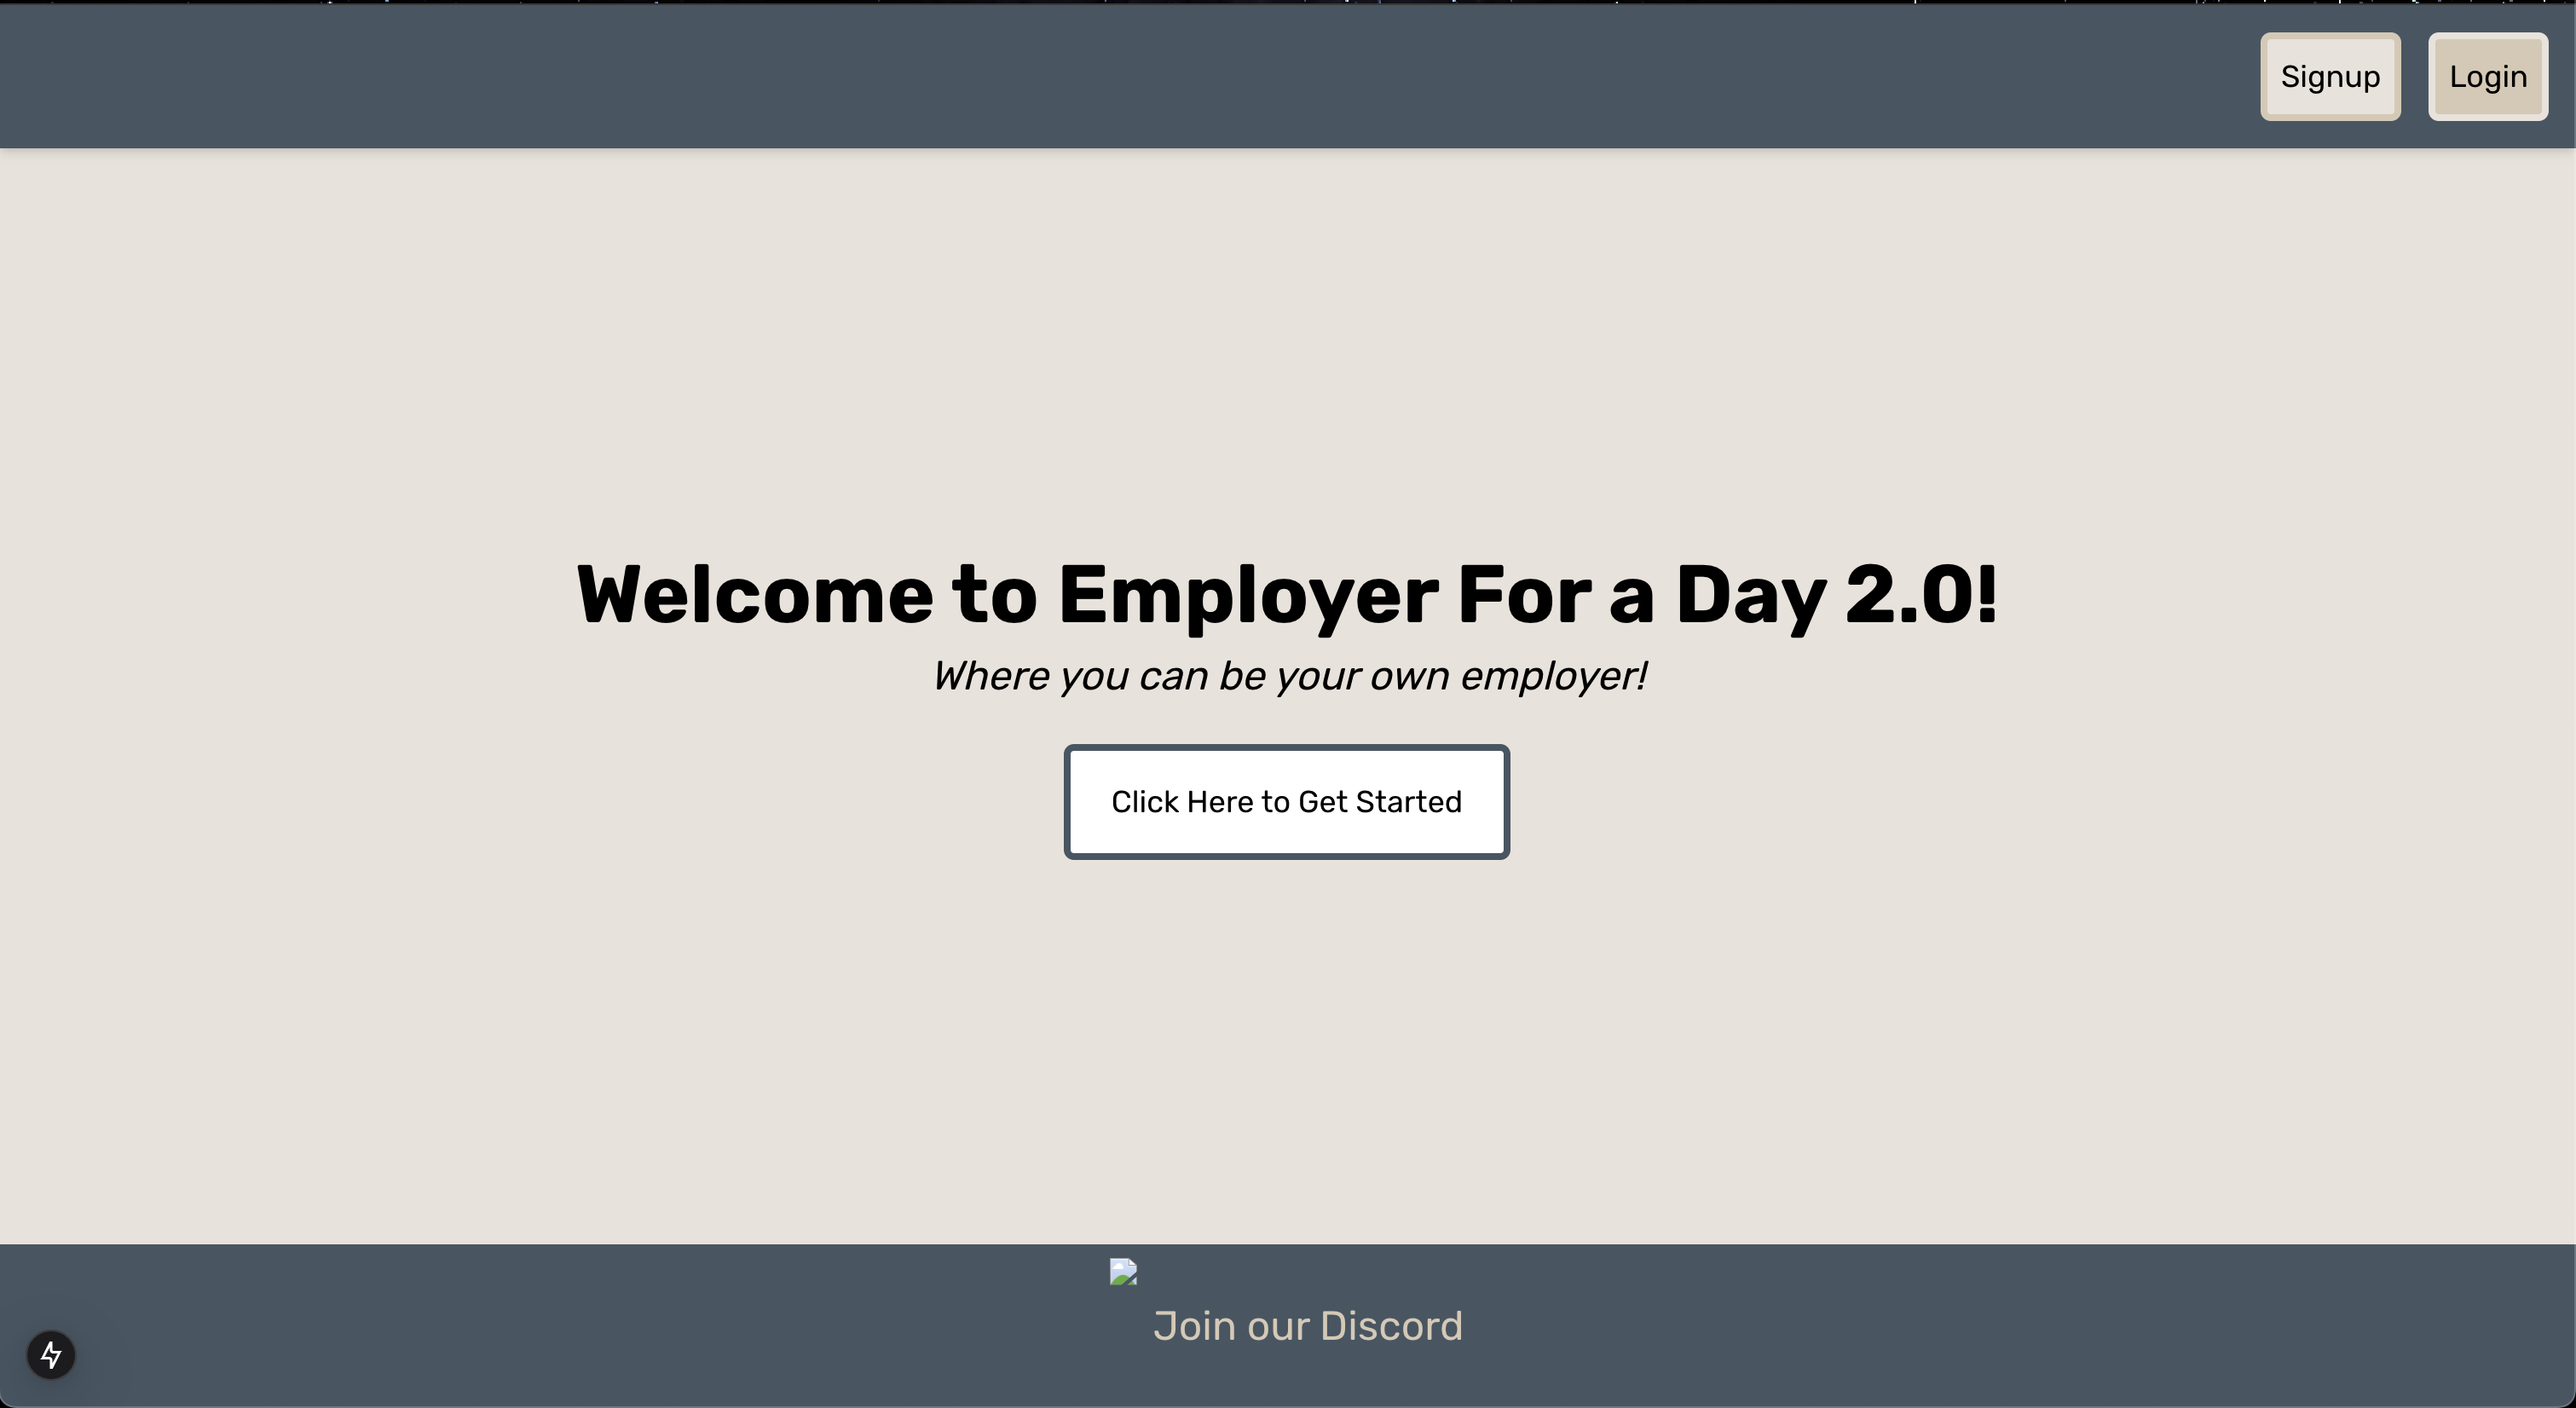 Signup
Login
Welcome to Employer For a Day 2.0!
Where you can be your own employer!
Click Here to Get Started
Join our Discord